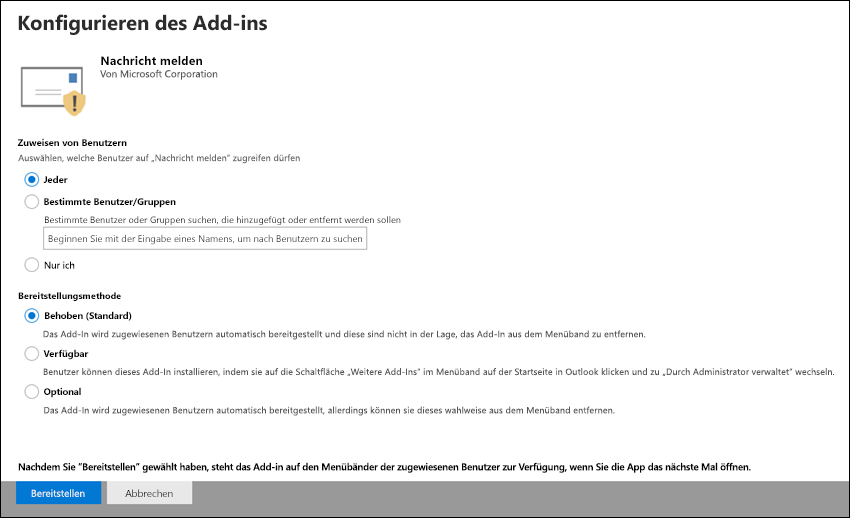 Konfigurieren des Add-ins
Nachricht melden
Von Microsoft Corporation
Zuweisen von Benutzern
Auswählen, welche Benutzer auf „Nachricht melden“ zugreifen dürfen
Jeder
Bestimmte Benutzer/Gruppen
Bestimmte Benutzer oder Gruppen suchen, die hinzugefügt oder entfernt werden sollen
Beginnen Sie mit der Eingabe eines Namens, um nach Benutzern zu suchen
Nur ich
Bereitstellungsmethode
Behoben (Standard)
Das Add-In wird zugewiesenen Benutzern automatisch bereitgestellt und diese sind nicht in der Lage, das Add-In aus dem Menüband zu entfernen.
Verfügbar
Benutzer können dieses Add-In installieren, indem sie auf die Schaltfläche „Weitere Add-Ins“ im Menüband auf der Startseite in Outlook klicken und zu „Durch Administrator verwaltet“ wechseln.
Optional
Das Add-In wird zugewiesenen Benutzern automatisch bereitgestellt, allerdings können sie dieses wahlweise aus dem Menüband entfernen.
Nachdem Sie "Bereitstellen" gewählt haben, steht das Add-in auf den Menübänder der zugewiesenen Benutzer zur Verfügung, wenn Sie die App das nächste Mal öffnen.
Bereitstellen
Abbrechen